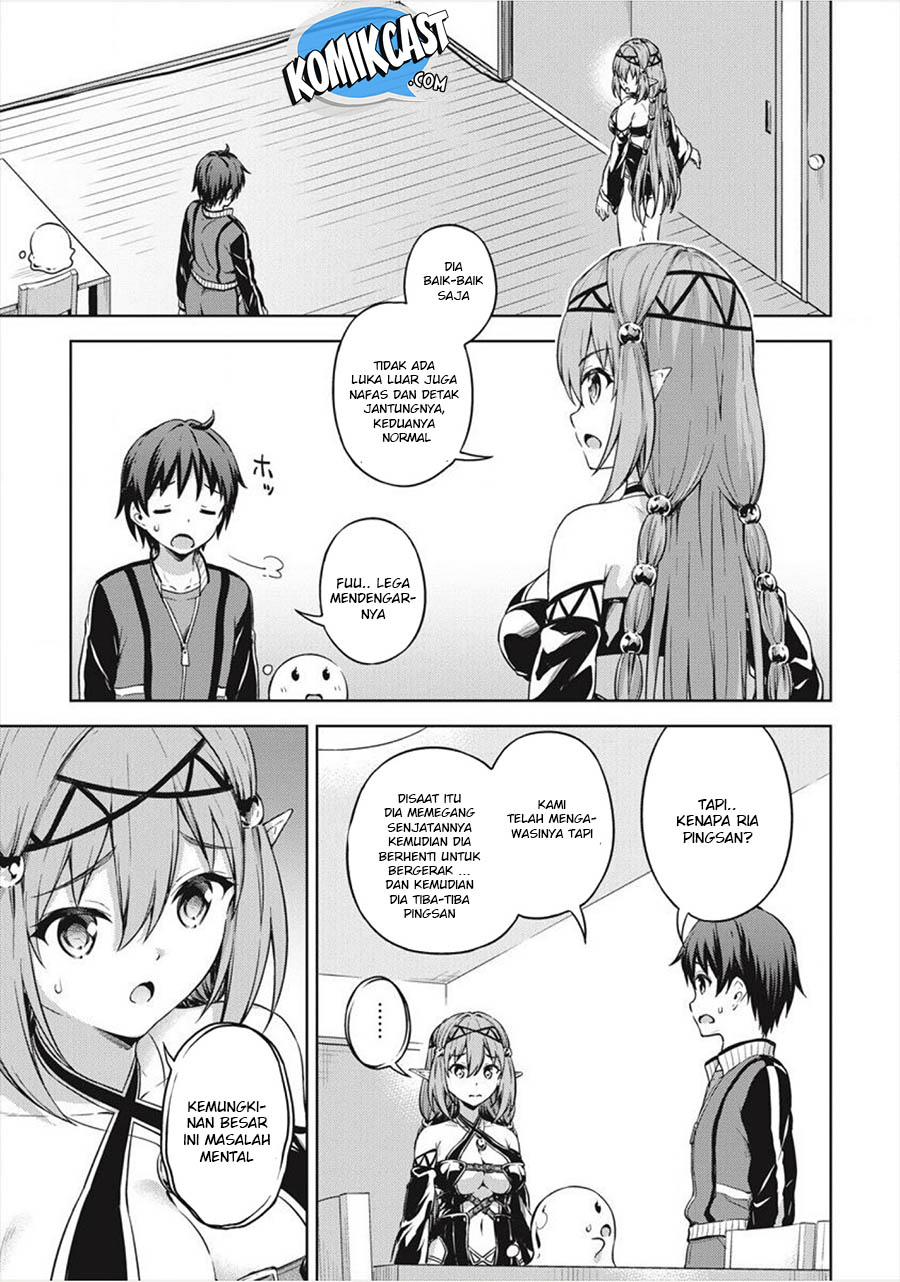 KOMIKCAST
.COM
DIA
BAIK-BAIK
SAJA
TIDAK ADA
LUKA LUAR JUGA
NAFAS DAN DETAK
JANTUNGNYA,
KEDUANYA
NORMAL
ホッ
FUU.. LEGA
MENDENGAR-
NYA
TAPI..
KENAPA RIA
PINGSAN?
KAMI
TELAH MENGA-
WASINYA TAPI
DISAAT ITU
DIA MEMEGANG
SENJATANNYA
KEMUDIAN DIA
BERHENTI UNTUK
BERGERAK ...
DAN KEMUDIAN
DIA TIBA-TIBA
PINGSAN
......
KEMUNGKI-
NAN BESAR
INI MASALAH
MENTAL